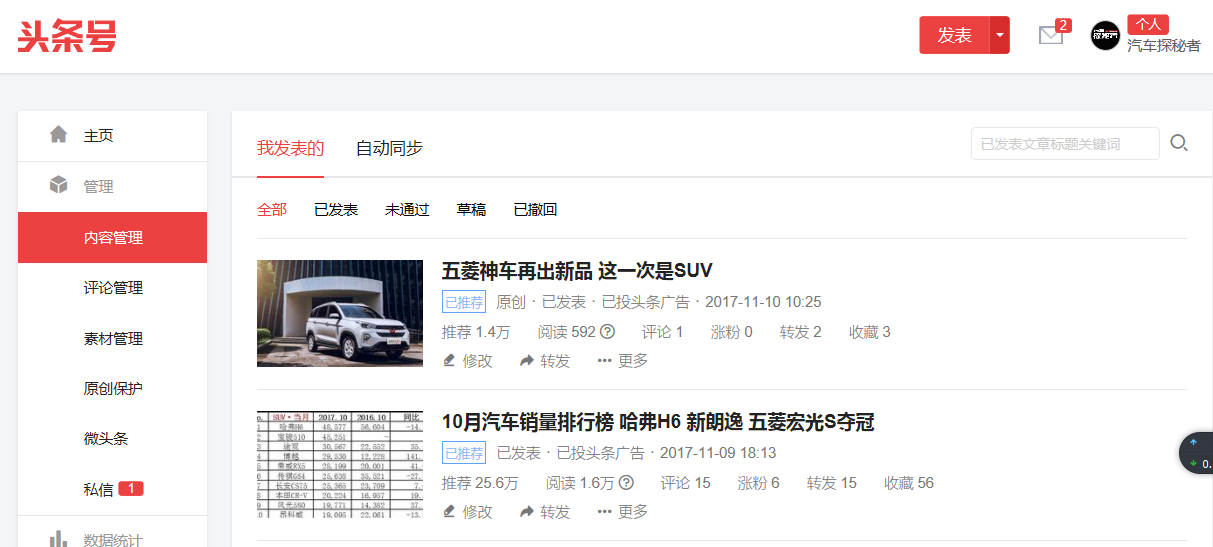 头条号
发表
2
个人
汽车探秘者
主页
管理
内容管理
评论管理
素材管理
原创保护
微头条
私信 1
数据统计
我发表的 自动同步
已发表文章标题关键词
全部 已发表 未通过 草稿 已撤回
五菱神车再出新品 这一次是SUV
已推荐 原创 · 已发表 · 已投头条广告 · 2017-11-10 10:25
推荐 1.4万 阅读 592 ? 评论 1 涨粉 0 转发 2 收藏 3
修改 转发 ··· 更多
SUV·当月 2017.10 2016.10 同比
1 哈弗H6 48,577 56,604 -14.
2 宝骏510 45,251 -
3 途观 30,567 22,552 35.
4 博越 29,530 12,228 141.
5 荣威RX5 28,199 20,001 41.
6 传祺GS4 25,638 35,521 -27.
7 长安CS75 25,365 23,709 7.
8 本田CR-V 20,224 16,957 19.
9 风光580 19,771 14,382 37.
.0 昂科威 19,095 22,061 -13.
10月汽车销量排行榜 哈弗H6 新朗逸 五菱宏光S夺冠
已推荐 已发表 · 已投头条广告 · 2017-11-09 18:13
推荐 25.6万 阅读 1.6万 ? 评论 15 涨粉 6 转发 15 收藏 56
修改 转发 ··· 更多
0.